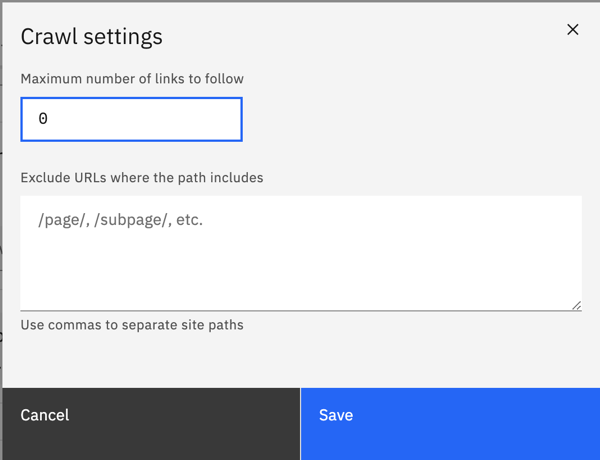 Crawl settings
Maximum number of links to follow
0
Exclude URLs where the path includes
/page/, /subpage/, etc.
Use commas to separate site paths
Cancel
Save